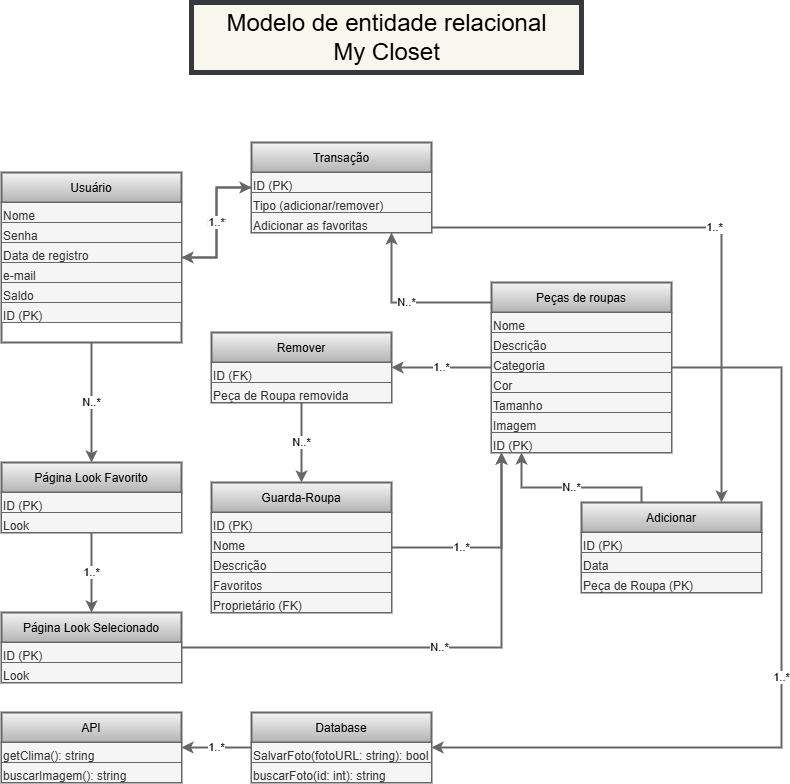 Modelo de entidade relacional
My Closet
Transação
ID (PK)
Tipo (adicionar/remover)
Adicionar as favoritas
Usuário
Nome
Senha
Data de registro
e-mail
Saldo
ID (PK)
1..*
1..*
N..*
Peças de roupas
Nome
Descrição
Categoria
Cor
Tamanho
Imagem
ID (PK)
Remover
ID (FK)
Peça de Roupa removida
1..*
N..*
N..*
Página Look Favorito
ID (PK)
Look
Guarda-Roupa
ID (PK)
Nome
Descrição
Favoritos
Proprietário (FK)
1..*
N..*
Adicionar
ID (PK)
Data
Peça de Roupa (PK)
1..*
Página Look Selecionado
ID (PK)
Look
N..*
1..*
API
getClima(): string
buscarImagem(): string
1..*
Database
SalvarFoto(fotoURL: string): bool
buscarFoto(id: int): string